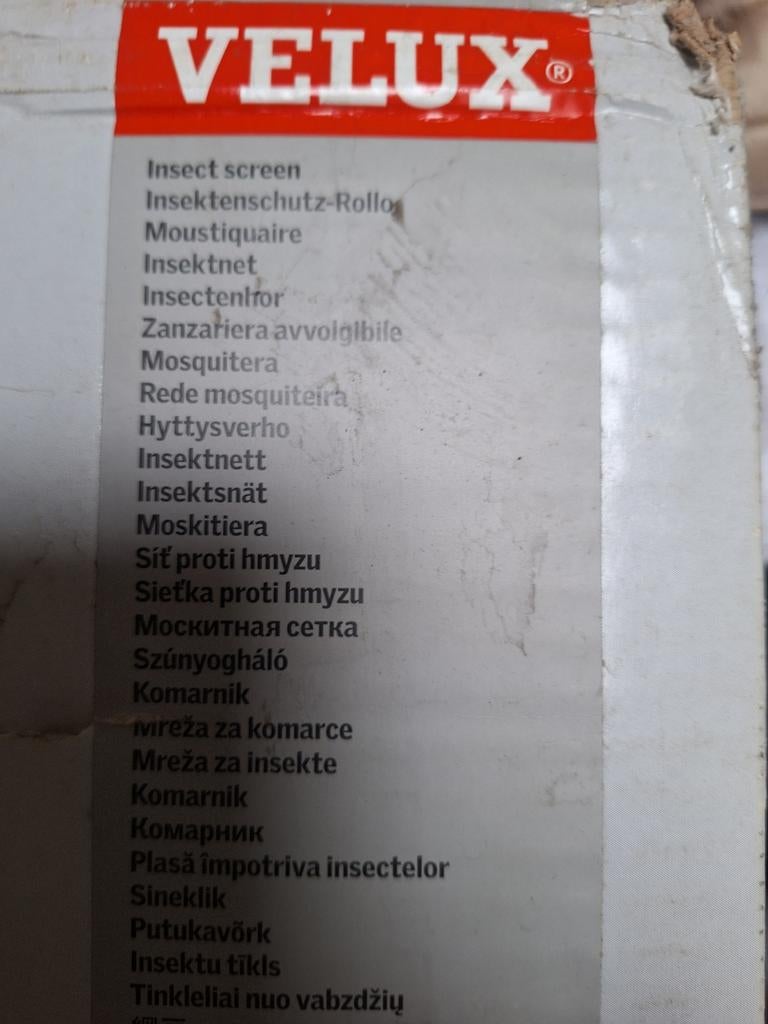 VELUX®
Insect screen
Insektenschutz-Rollo
Moustiquaire
Insektnet
Insectenhor
Zanzariera avvolgibile
Mosquitera
Rede mosquiteira
Hyttysverho
Insektnett
Insektsnät
Moskitiera
Síť proti hmyzu
Sieťka proti hmyzu
Москитная сетка
Szúnyogháló
Komarnik
Mreža za komarce
Mreža za insekte
Komarnik
Комарник
Plasă împotriva insectelor
Sineklik
Putukavõrk
Insektu tīkls
Tinkleliai nuo vabzdžių